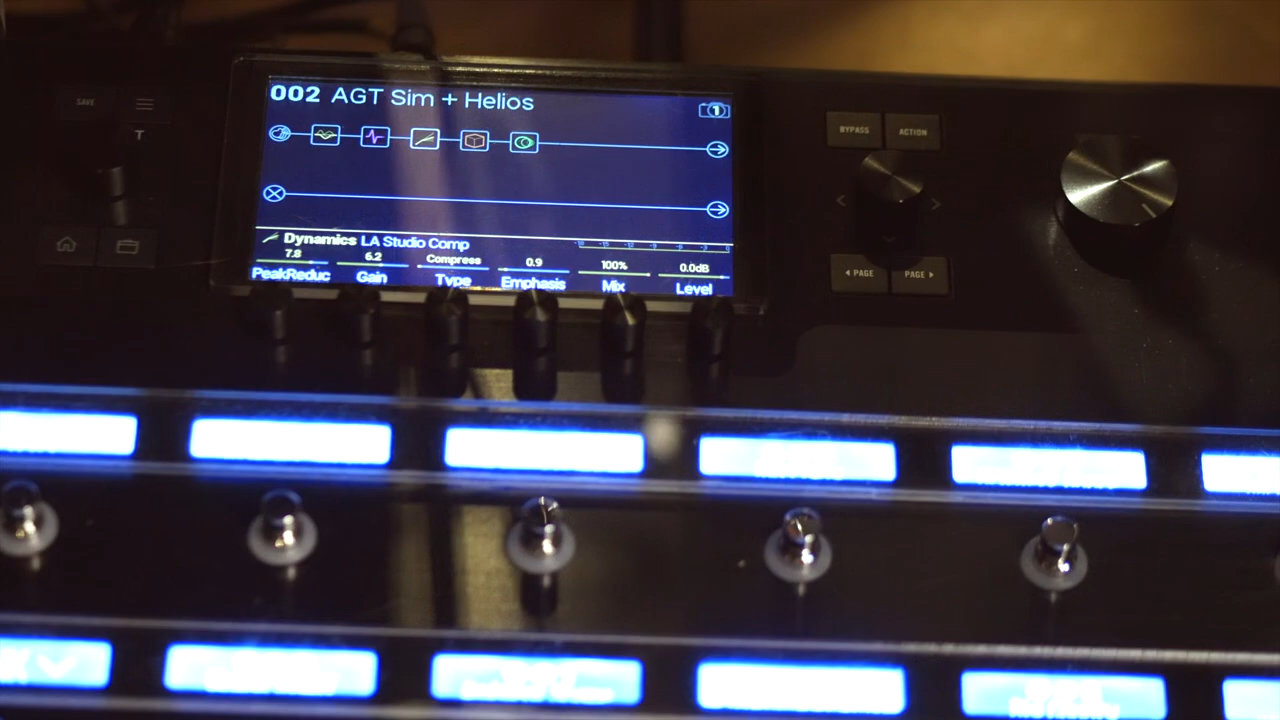 002 AGT Sim + Helios
1
SAVE
T
BYPASS
ACTION
Dynamics LA Studio Comp
7.8 6.2 Compress 0.9 100% 0.0dB
PeakReduc Gain Type Emphasis Mix Level
PAGE
PAGE